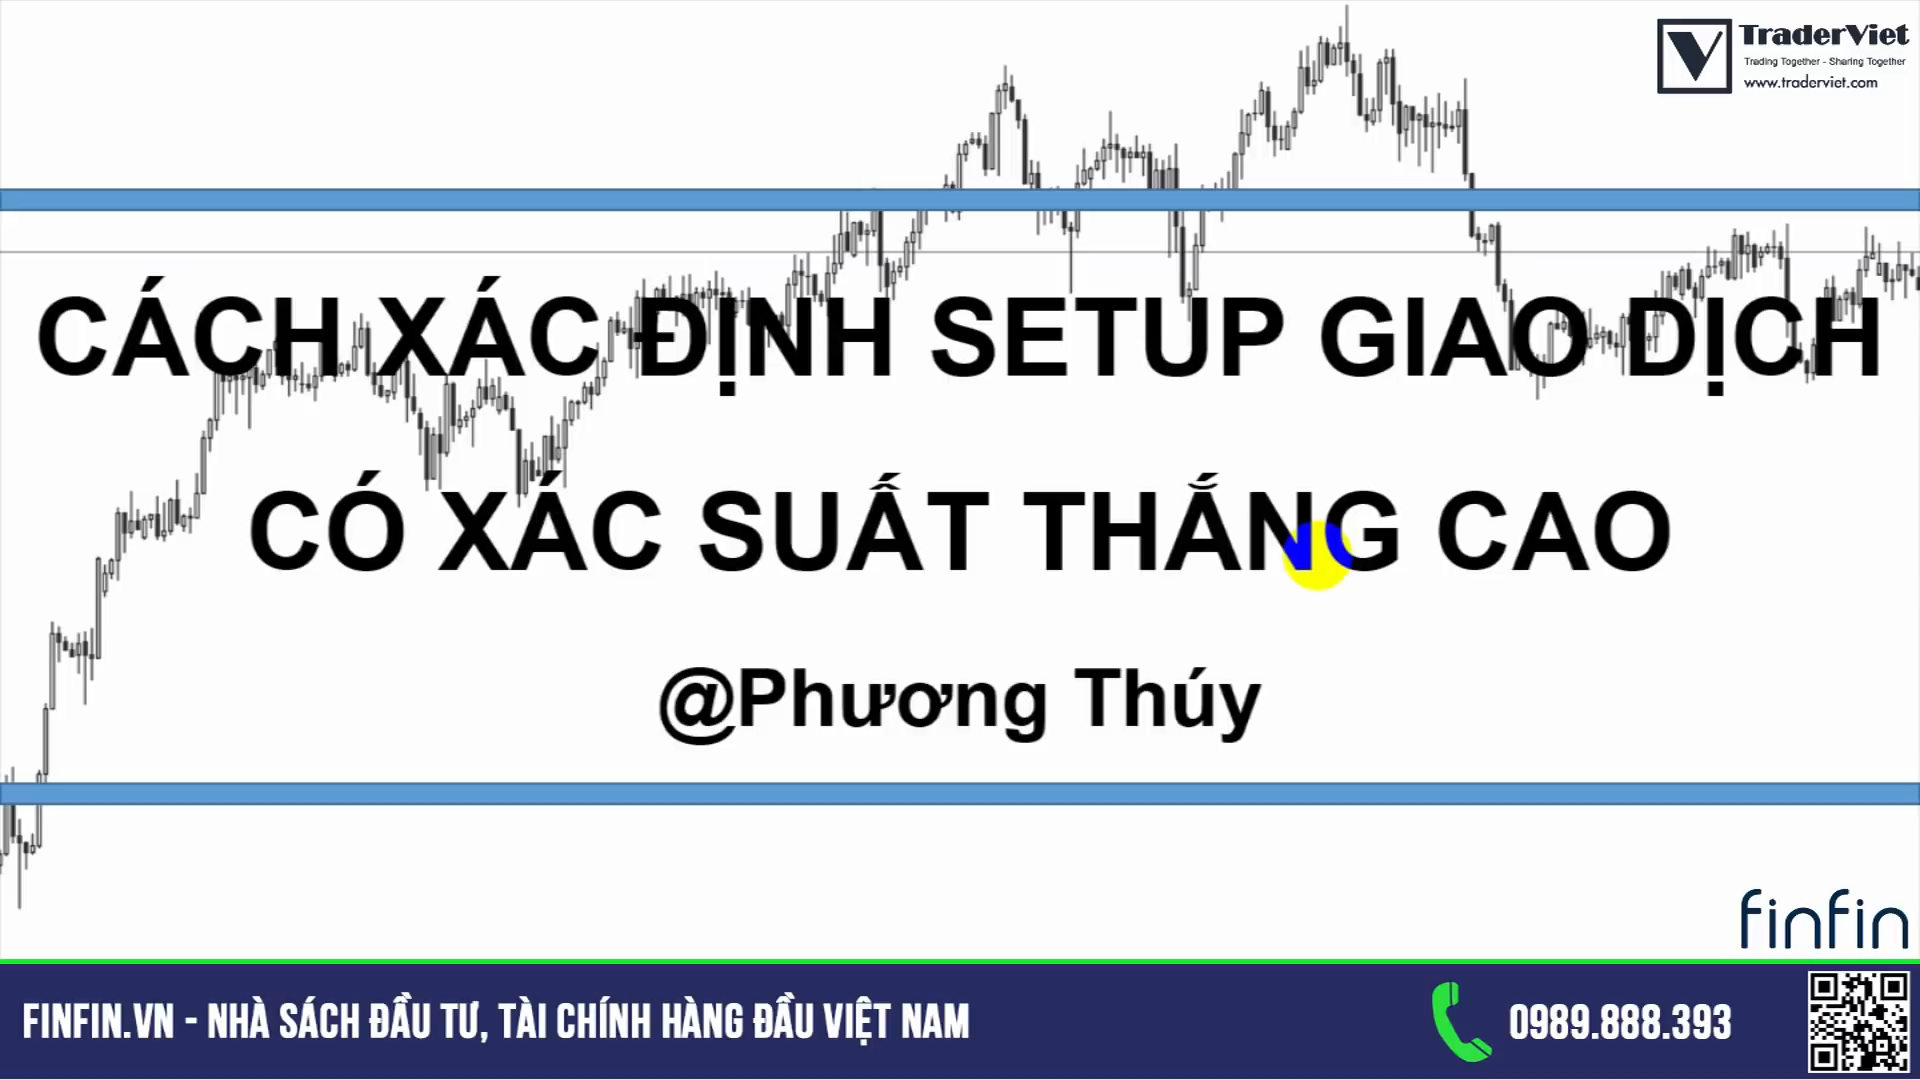 TraderViet
Trading Together - Sharing Together
www.traderviet.com
CÁCH XÁC ĐỊNH SETUP GIAO DỊCH
CÓ XÁC SUẤT THẮNG CAO
@Phương Thúy
finfin
FINFIN.VN - NHÀ SÁCH ĐẦU TƯ, TÀI CHÍNH HÀNG ĐẦU VIỆT NAM
0989.888.393